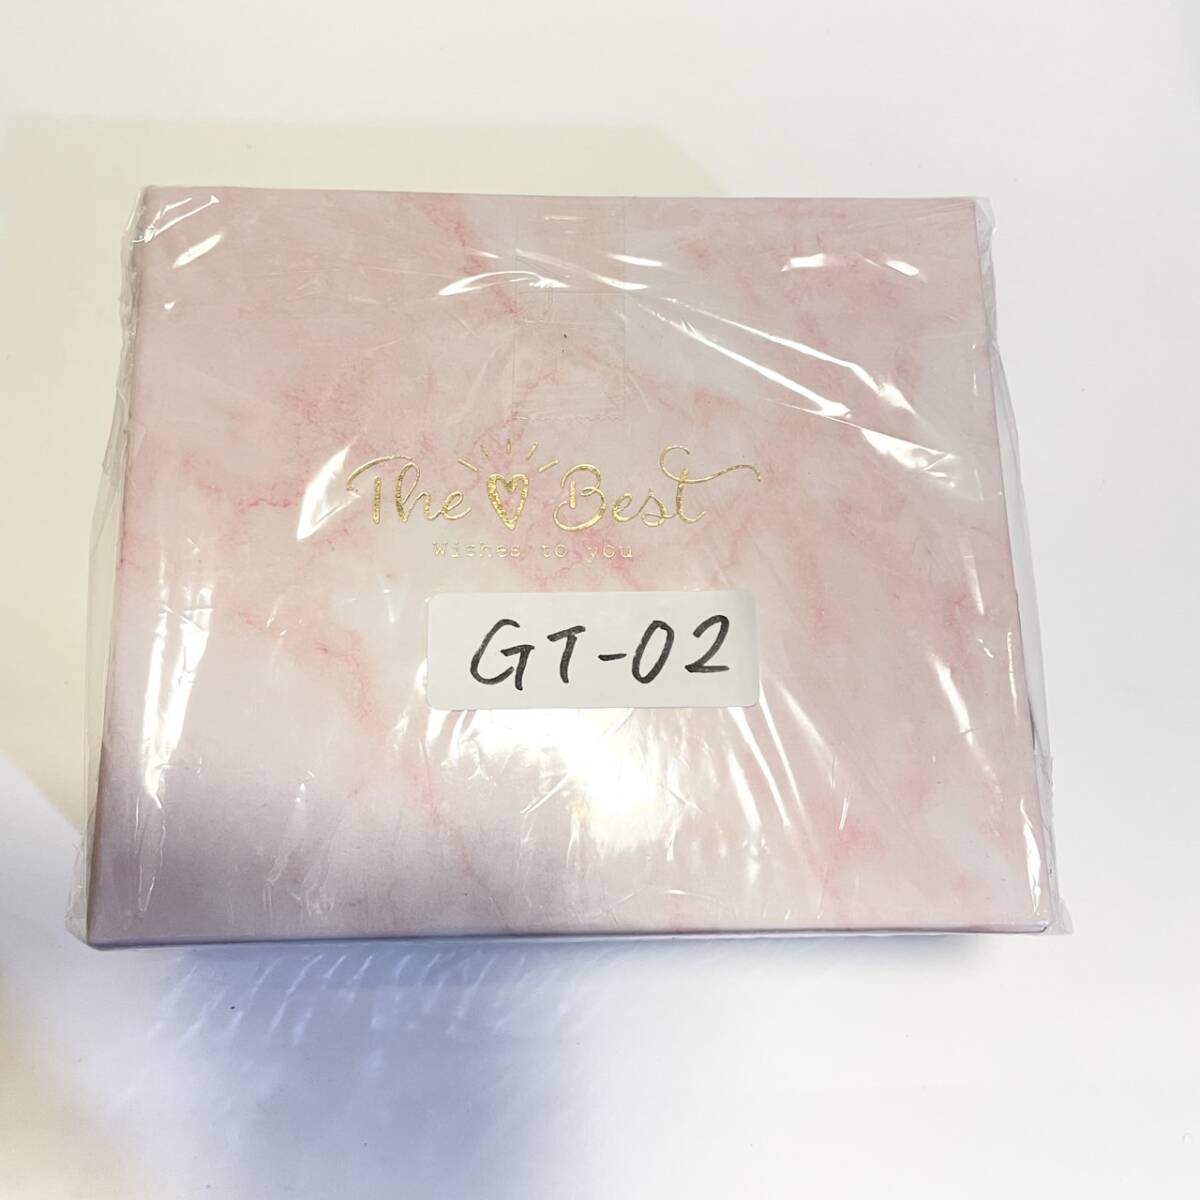 The Best
Wishes to you
GT-02